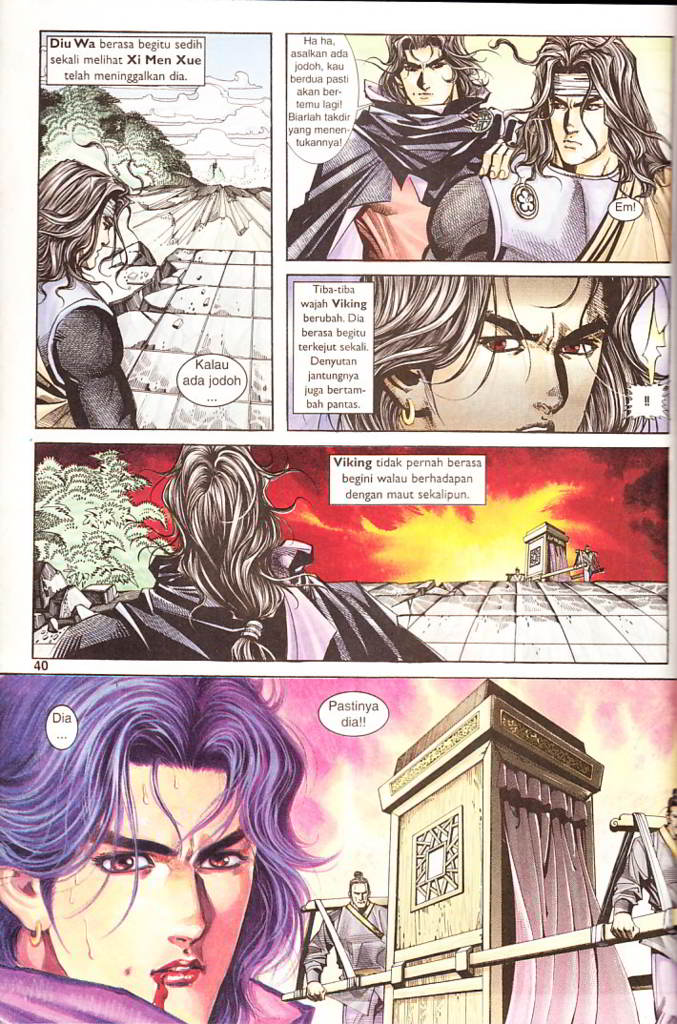 Diu Wa berasa begitu sedih
sekali melihat Xi Men Xue
telah meninggalkan dia.
Kalau
ada jodoh
...
Ha ha,
asalkan ada
jodoh, kau
berdua pasti
akan ber-
temu lagi!
Biarlah takdir
yang menen-
tukannya!
Em!
Tiba-tiba
wajah Viking
berubah. Dia
berasa begitu
terkejut sekali.
Denyutan
jantungnya
juga bertam-
bah pantas.
!!
Viking tidak pernah berasa
begini walau berhadapan
dengan maut sekalipun.
40
Dia
...
Pastinya
dia!!